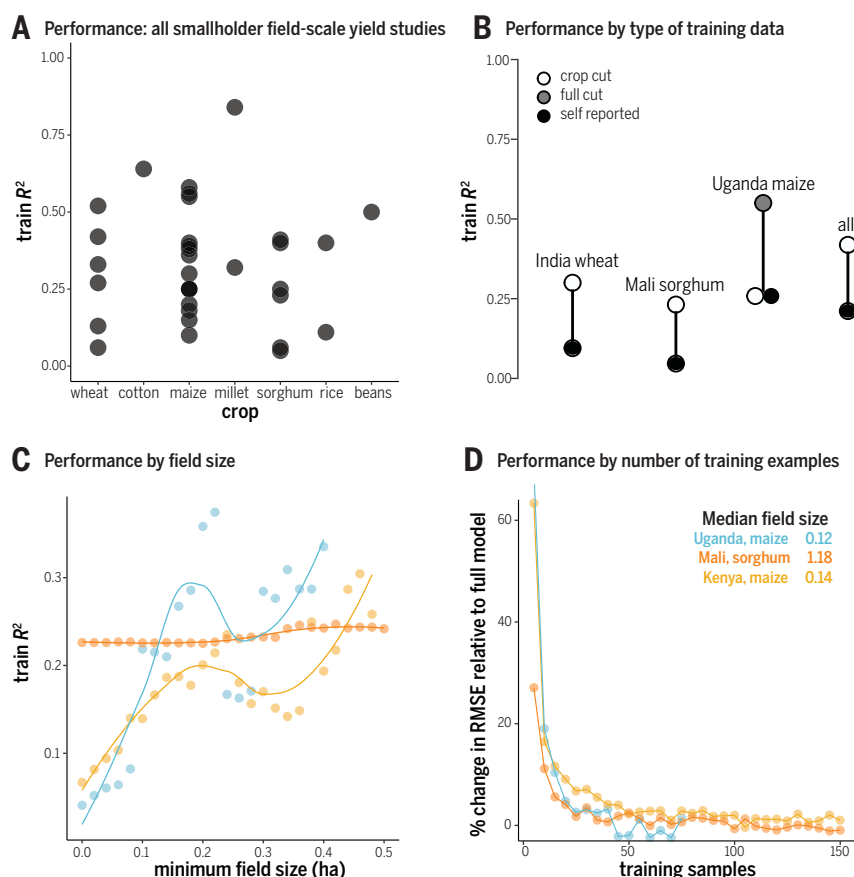 A Performance: all smallholder field-scale yield studies
1.00
0.75
0.50
0.25
0.00
train R²
wheat cotton maize millet sorghum rice beans
crop
B Performance by type of training data
1.00
0.75
0.50
0.25
0.00
train R²
crop cut
full cut
self reported
India wheat
Mali sorghum
Uganda maize
all
C Performance by field size
0.3
0.2
0.1
train R²
0.0 0.1 0.2 0.3 0.4 0.5
minimum field size (ha)
D Performance by number of training examples
60
40
20
0
% change in RMSE relative to full model
Median field size
Uganda, maize 0.12
Mali, sorghum 1.18
Kenya, maize 0.14
0 50 100 150
training samples